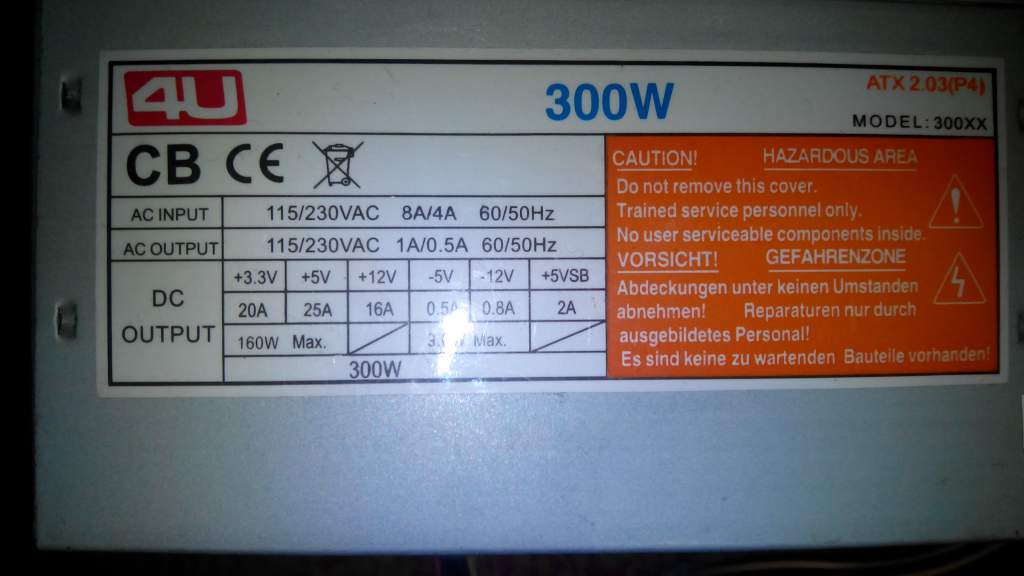 4U
300W
ATX 2.03(P4)
MODEL: 300XX
CB CE
AC INPUT 115/230VAC 8A/4A 60/50Hz
AC OUTPUT 115/230VAC 1A/0.5A 60/50Hz
DC OUTPUT
+3.3V +5V +12V -5V -12V +5VSB
20A 25A 16A 0.5A 0.8A 2A
160W Max. Max.
300W
CAUTION! HAZARDOUS AREA
Do not remove this cover.
Trained service personnel only.
No user serviceable components inside.
VORSICHT! GEFAHRENZONE
Abdeckungen unter keinen Umstanden
abnehmen! Reparaturen nur durch
ausgebildetes Personal!
Es sind keine zu wartenden Bauteile vorhanden!